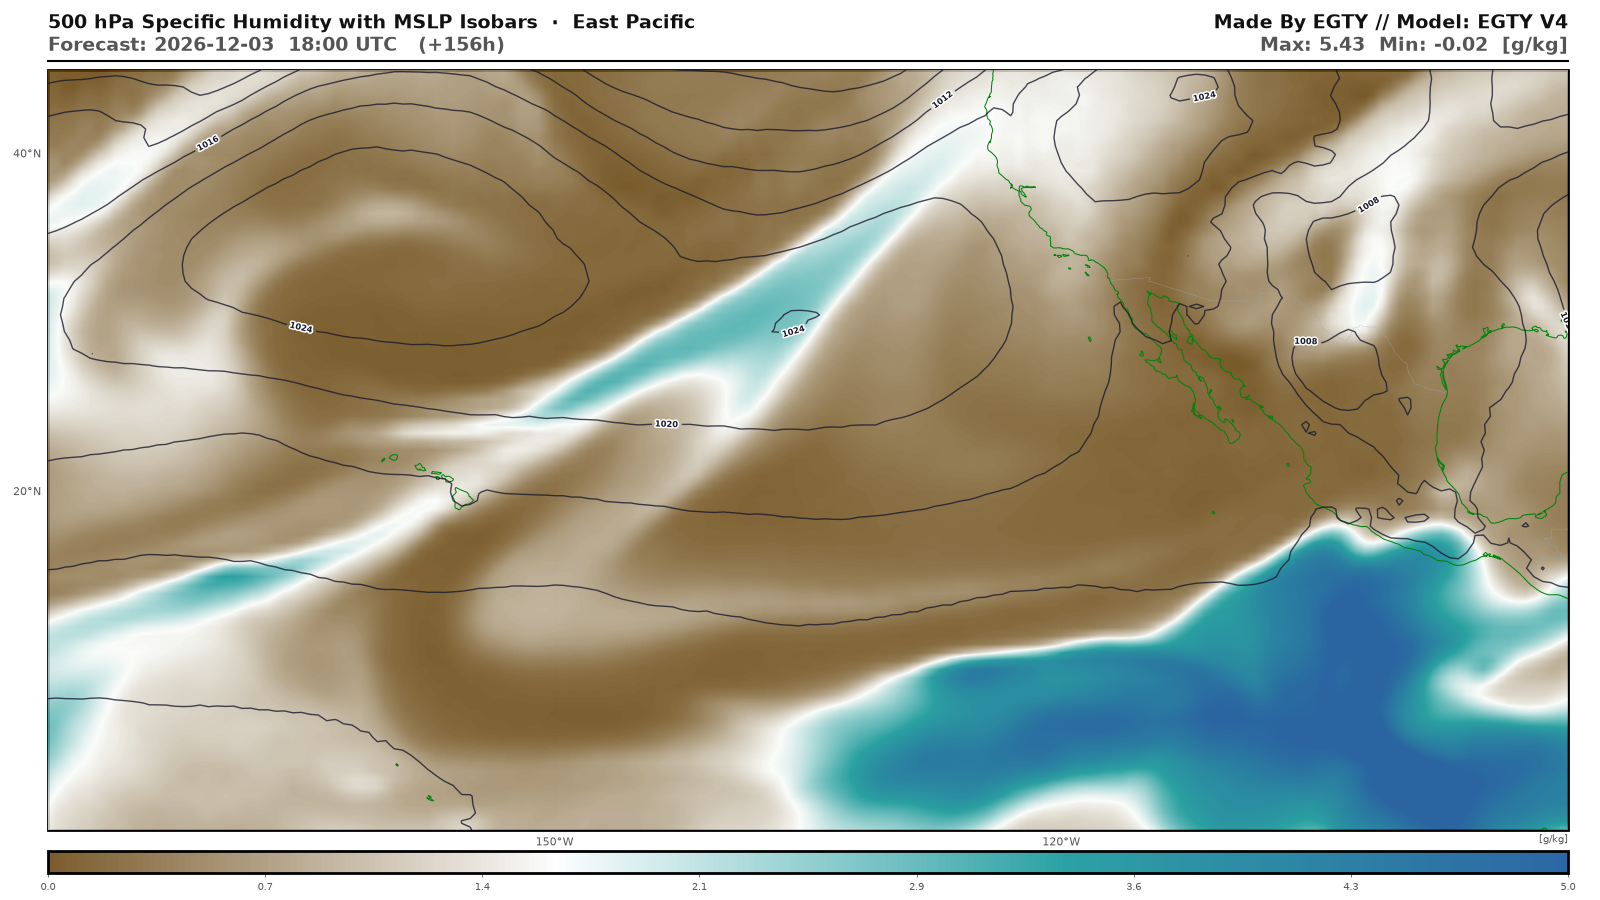 500 hPa Specific Humidity with MSLP Isobars · East Pacific
Made By EGTY // Model: EGTY V4
Forecast: 2026-12-03 18:00 UTC (+156h)
Max: 5.43 Min: -0.02 [g/kg]
1012
1024
1016
40°N
1008
1024
1024
1008
1020
20°N
150°W
120°W
[g/kg]
0.0
0.7
1.4
2.1
2.9
3.6
4.3
5.0